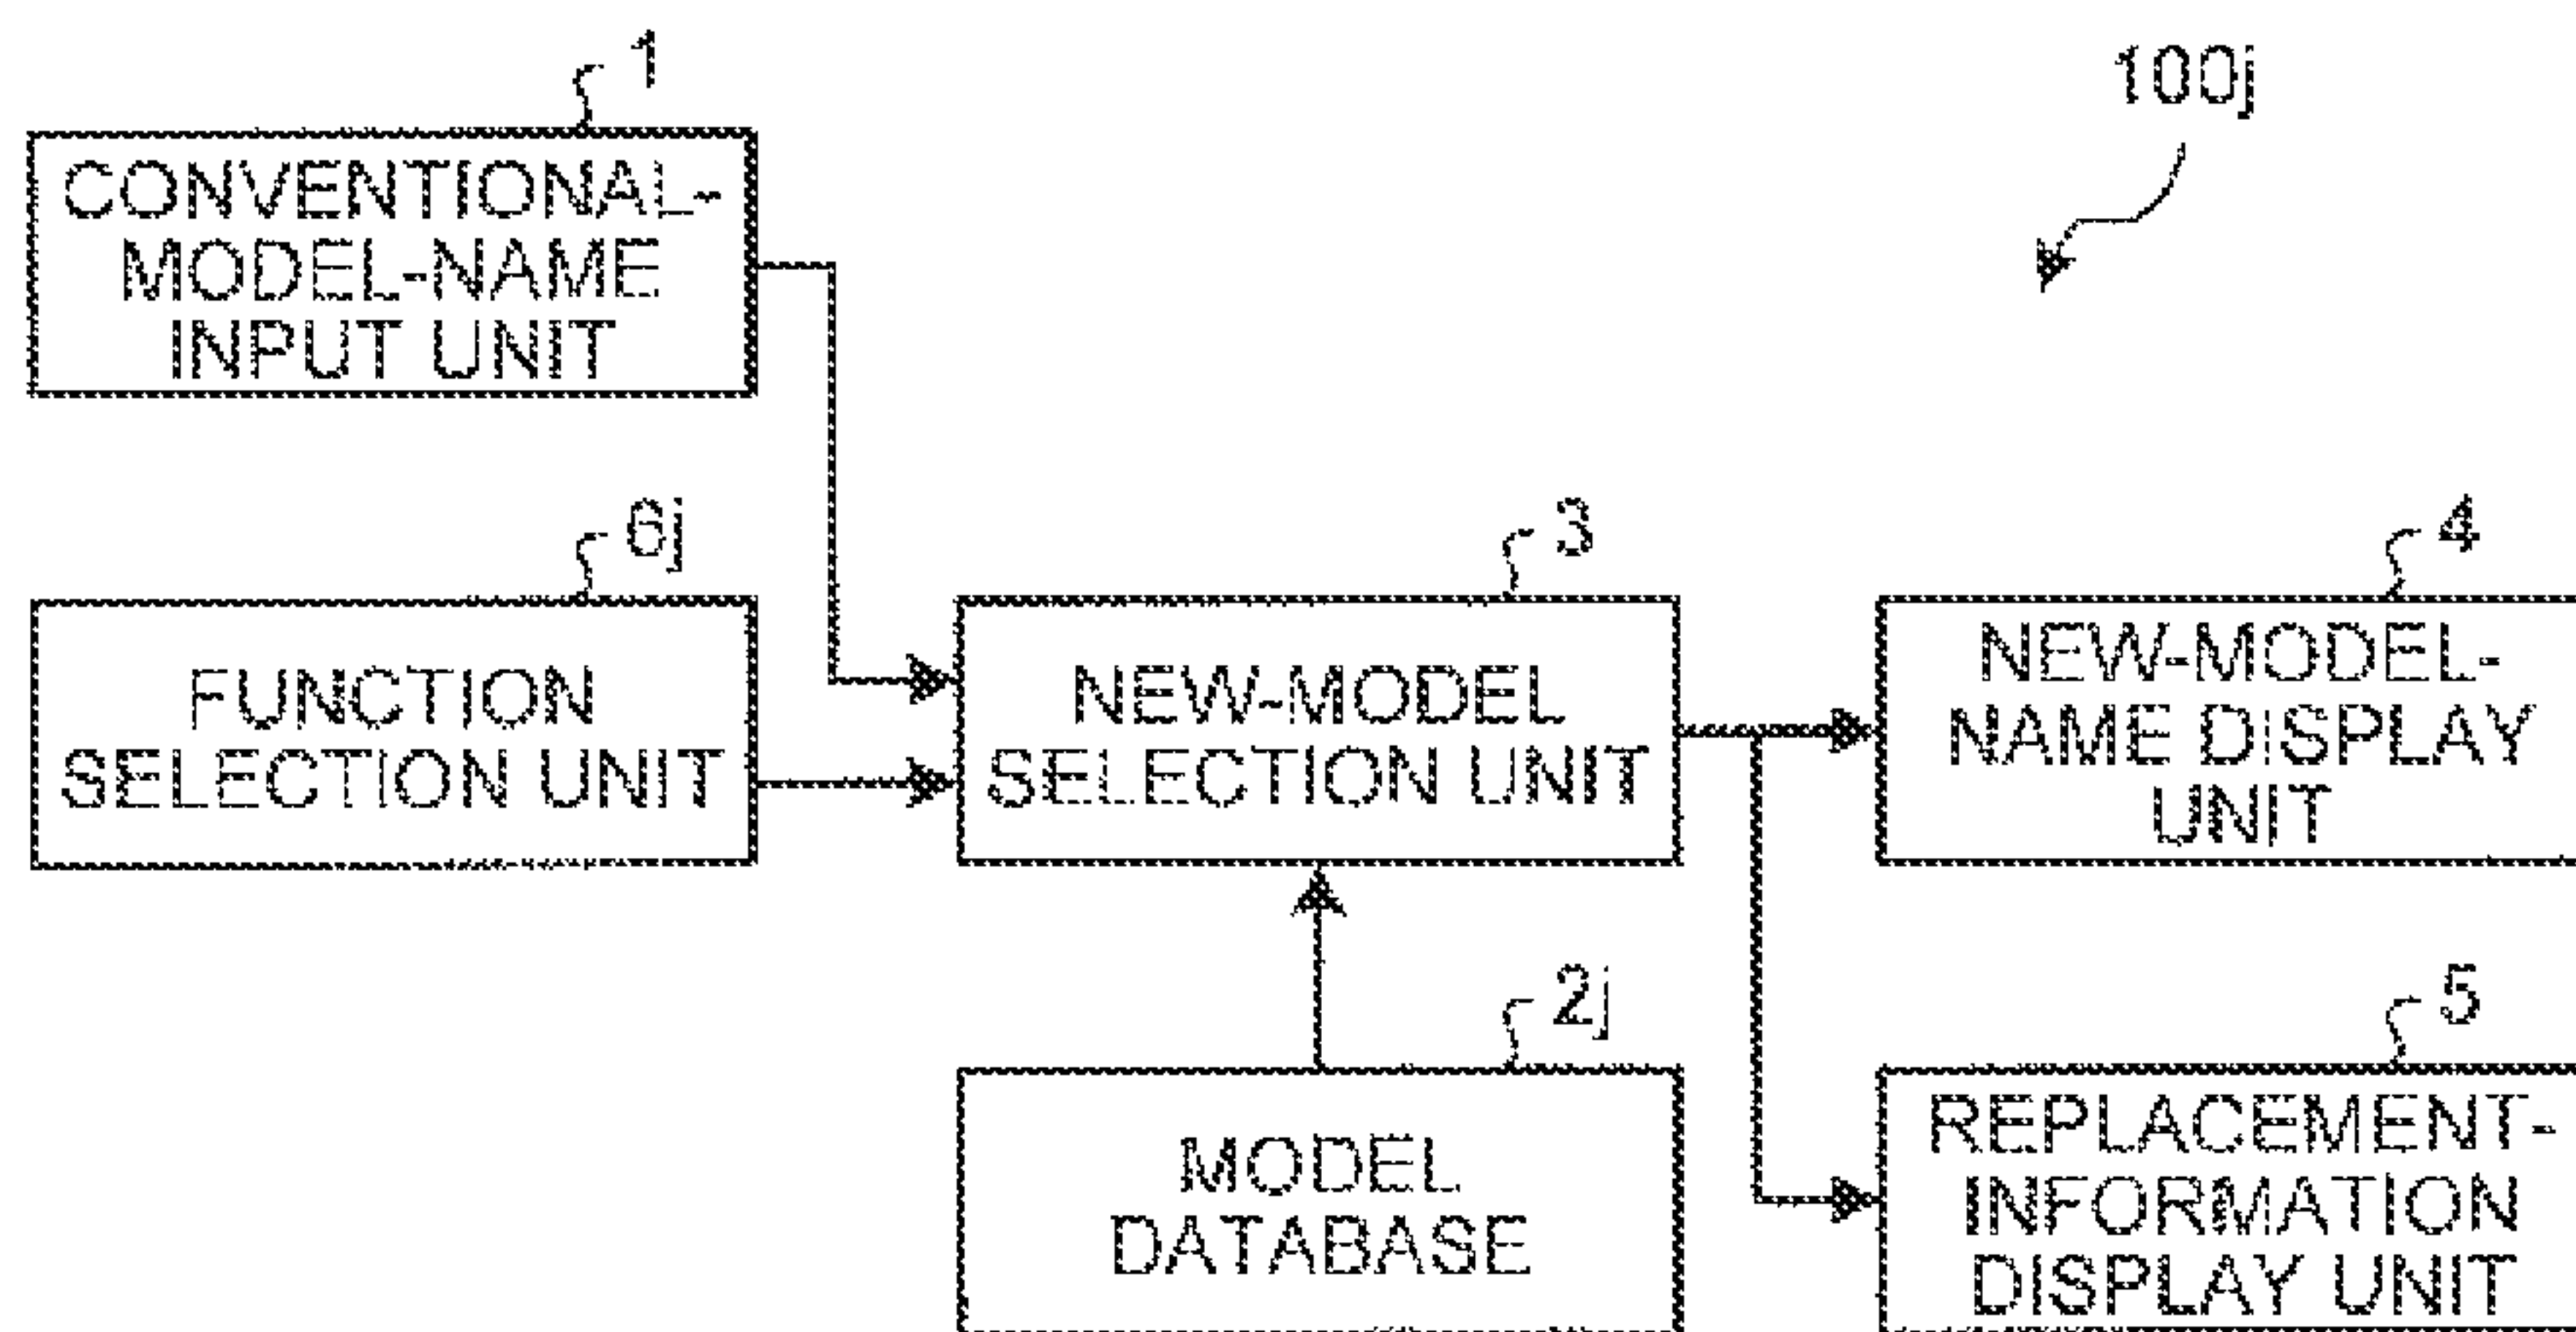 1
100j
CONVENTIONAL-
MODEL-NAME
INPUT UNIT
6j
FUNCTION
SELECTION UNIT
3
NEW-MODEL
SELECTION UNIT
4
NEW-MODEL-
NAME DISPLAY
UNIT
2j
MODEL
DATABASE
5
REPLACEMENT-
INFORMATION
DISPLAY UNIT